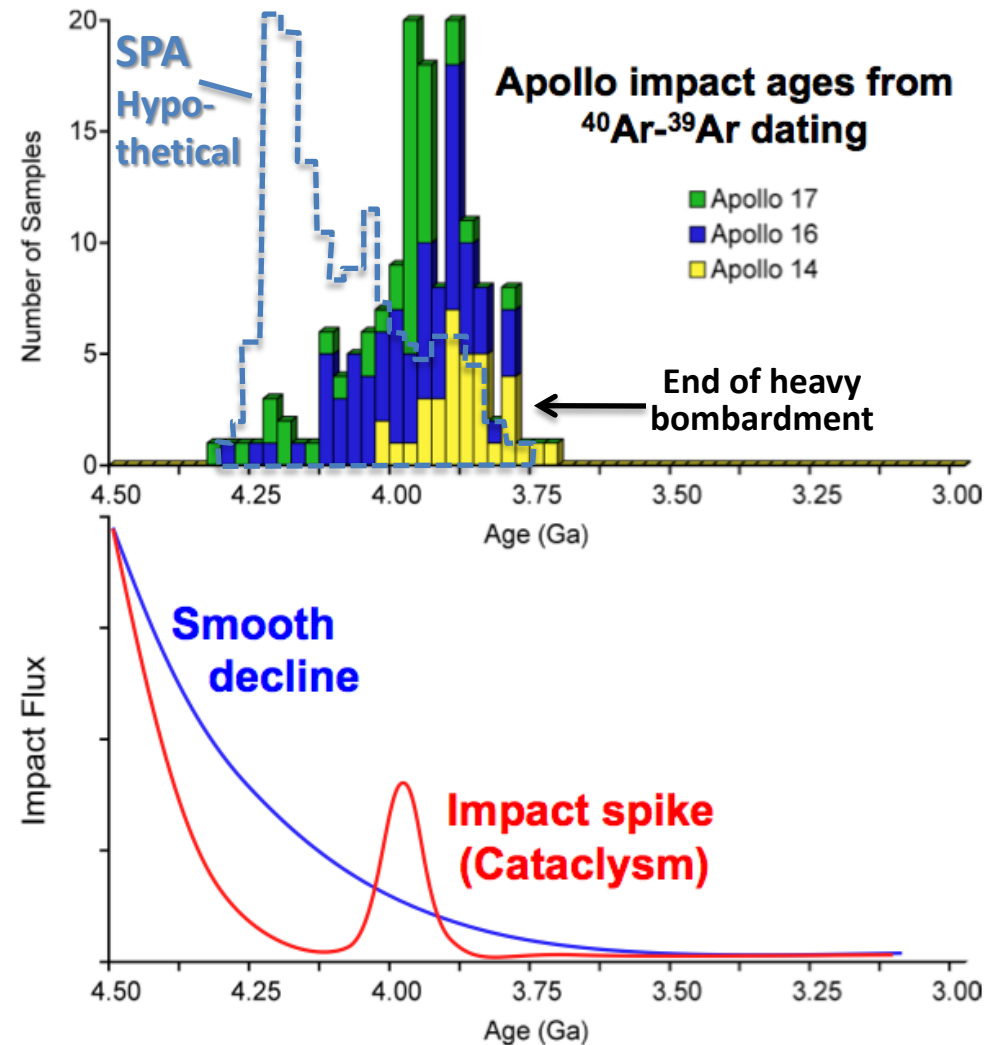 SPA
Hypo-
thetical
Apollo impact ages from
⁴⁰Ar-³⁹Ar dating
Apollo 17
Apollo 16
Apollo 14
End of heavy
bombardment
Number of Samples
20
15
10
5
0
4.50 4.25 4.00 3.75 3.50 3.25 3.00
Age (Ga)
Smooth
decline
Impact spike
(Cataclysm)
Impact Flux
4.50 4.25 4.00 3.75 3.50 3.25 3.00
Age (Ga)